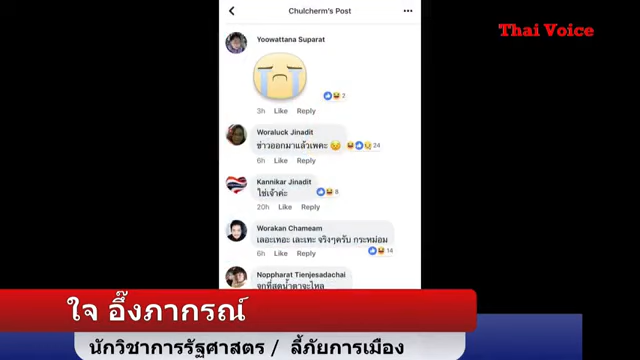 Chulcherm's Post
Thai Voice
Yoowattana Suparat
2
3h Like Reply
Woraluck Jinadit
ข่าวออกมาแล้วเพคะ
24
6h Like Reply
Kannikar Jinadit
ใช่เจ้าค่ะ
8
20h Like Reply
Worakan Chameam
เลอะเทอะ เละเทะ จริงๆครับ กระหม่อม
14
6h Like Reply
Noppharat Tienjesadachai
จุกที่สุดน้ำตาจะไหล
ใจ อึ๊งภากรณ์
นักวิชาการรัฐศาสตร / ลี้ภัยการเมือง